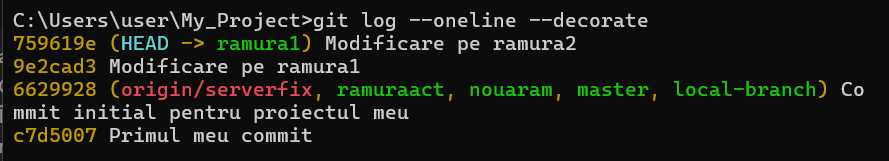 C:\Users\user\My_Project>git log --oneline --decorate
759619e (HEAD -> ramura1) Modificare pe ramura2
9e2cad3 Modificare pe ramura1
6629928 (origin/serverfix, ramuraact, nouaram, master, local-branch) Co
mmit initial pentru proiectul meu
c7d5007 Primul meu commit